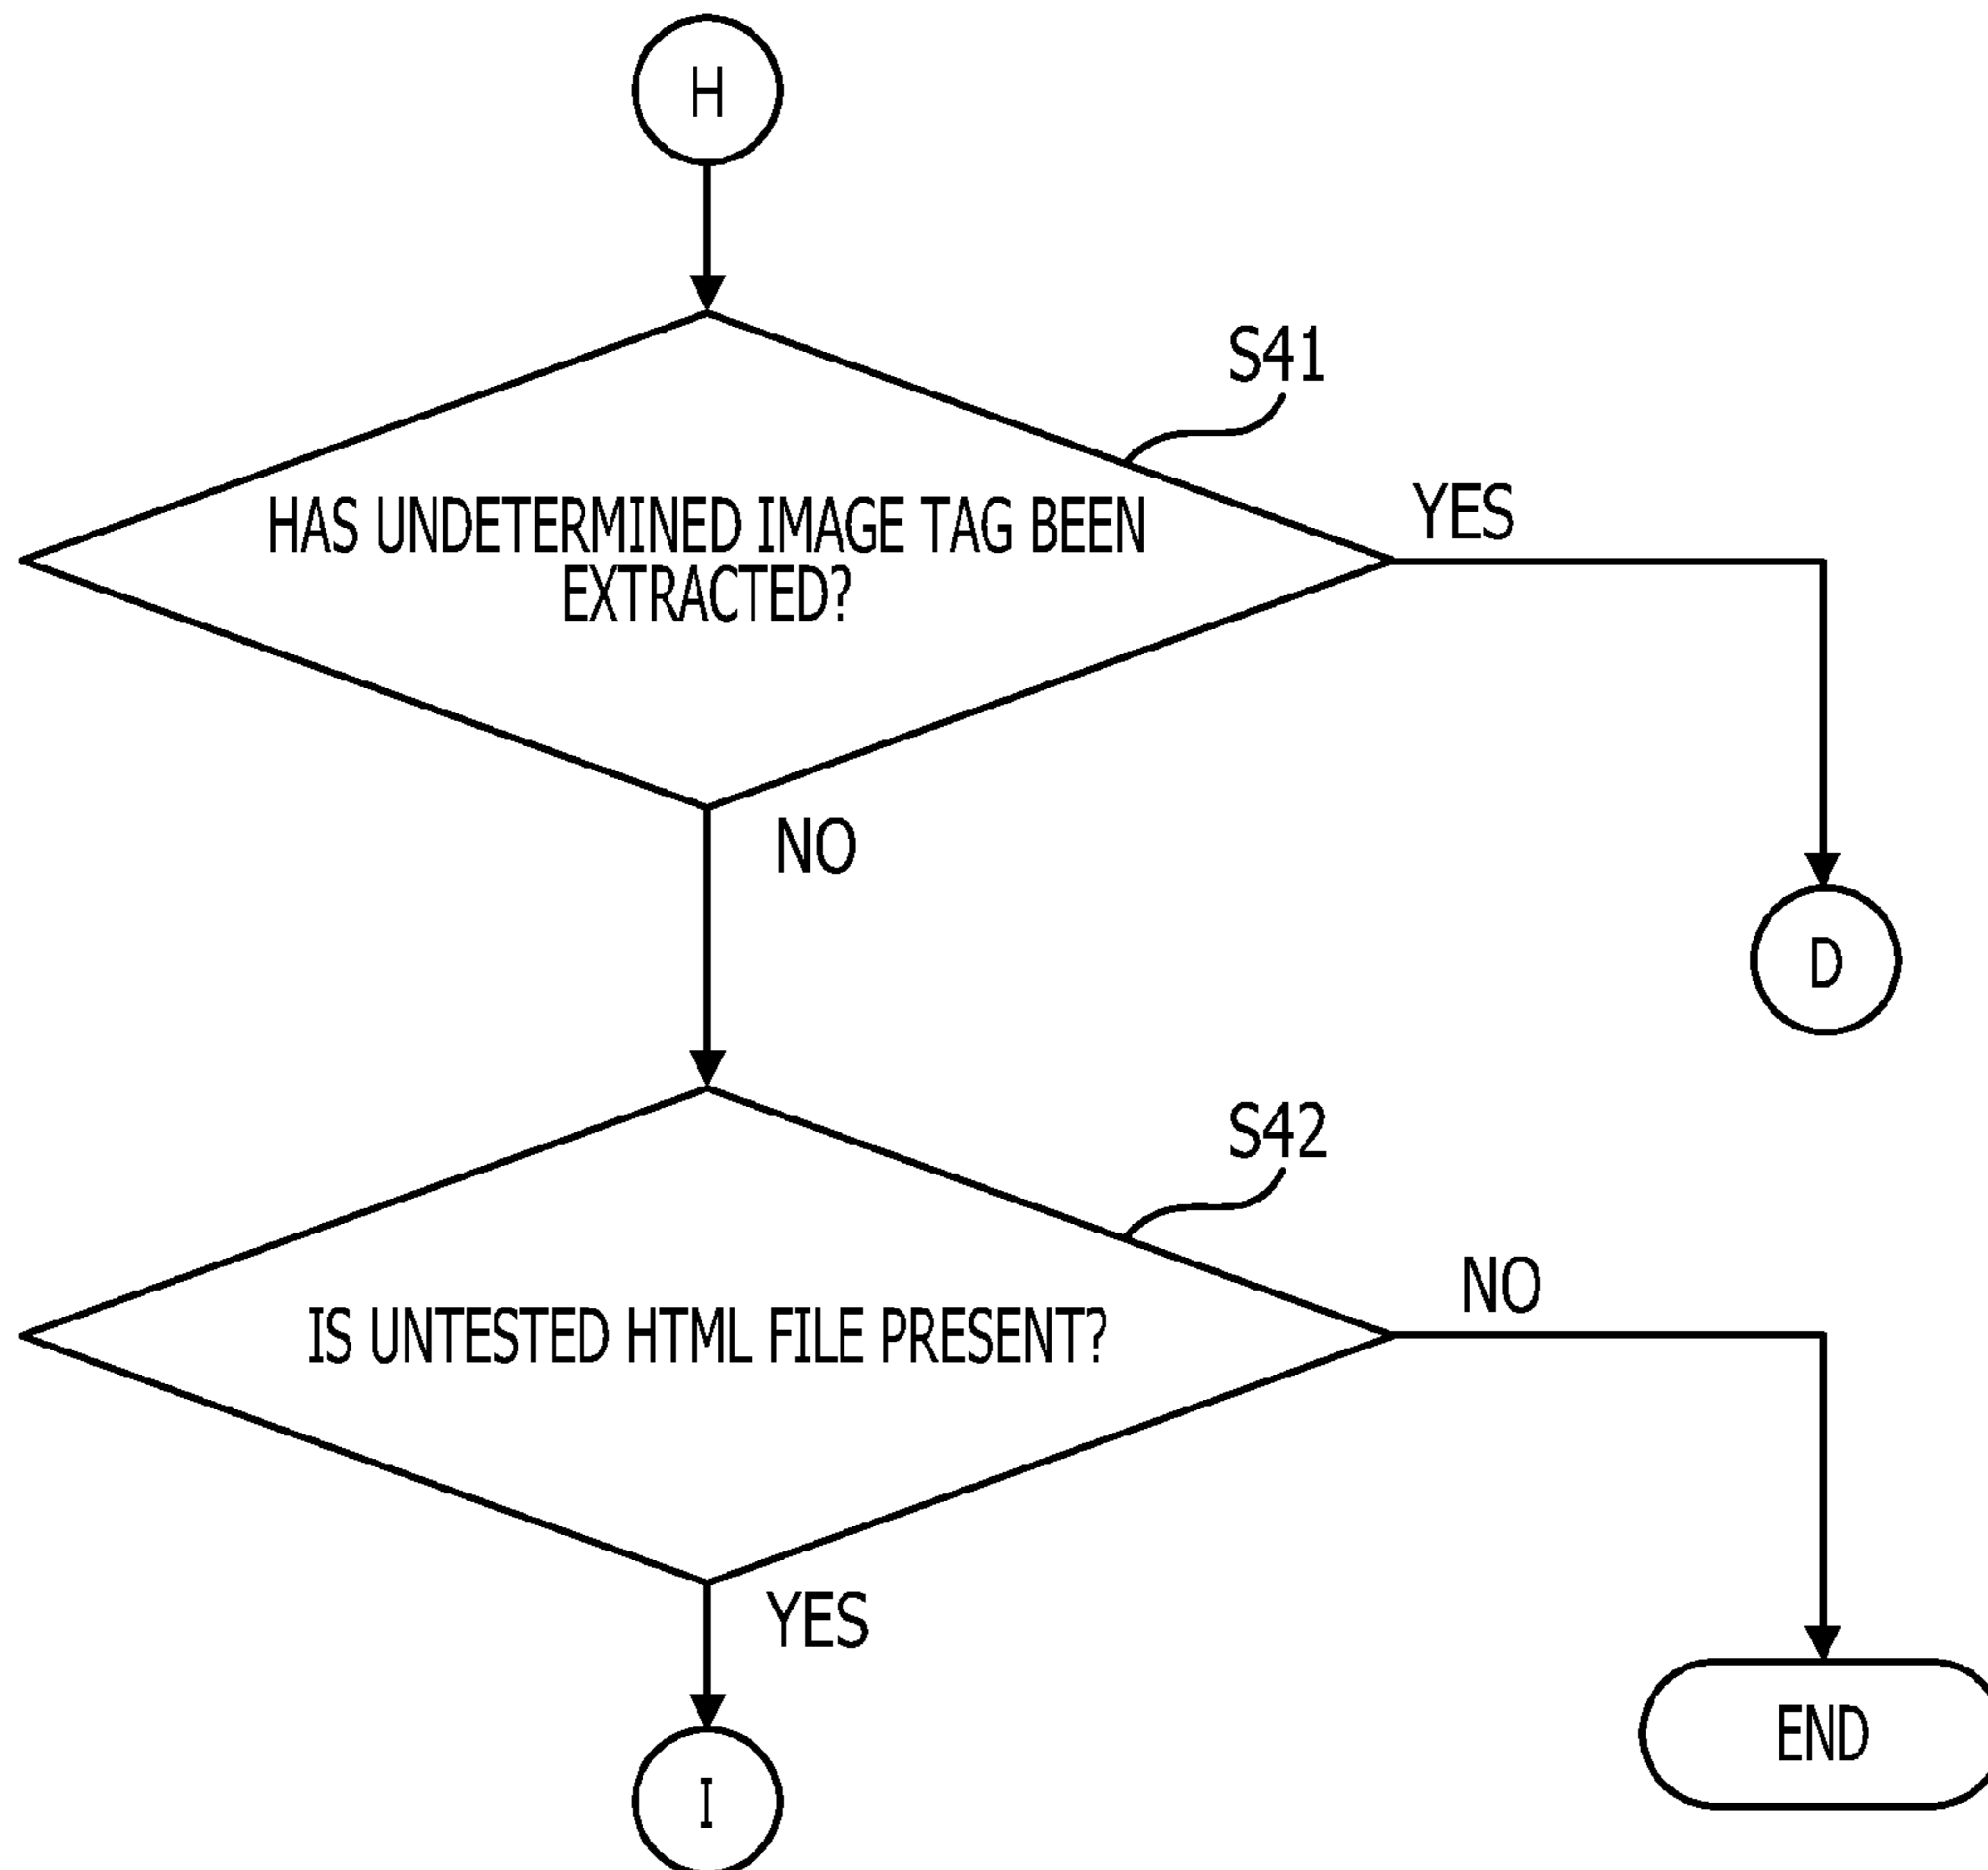 H
S41
HAS UNDETERMINED IMAGE TAG BEEN
EXTRACTED?
YES
NO
D
S42
IS UNTESTED HTML FILE PRESENT?
NO
YES
END
I